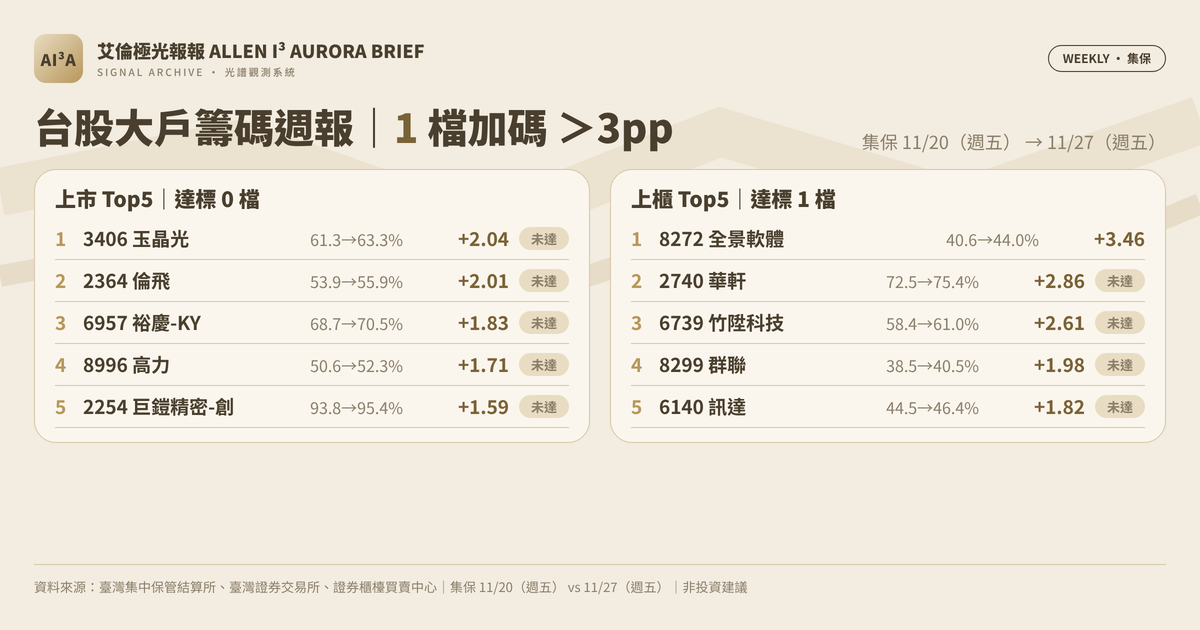 AI³A
艾倫極光報報 ALLEN I³ AURORA BRIEF
SIGNAL ARCHIVE ・ 光譜觀測系統
WEEKLY・集保
台股大戶籌碼週報｜1 檔加碼 ＞3pp
集保 11/20（週五） → 11/27（週五）
上市 Top5｜達標 0 檔
1 3406 玉晶光 61.3→63.3% +2.04 未達
2 2364 倫飛 53.9→55.9% +2.01 未達
3 6957 裕慶-KY 68.7→70.5% +1.83 未達
4 8996 高力 50.6→52.3% +1.71 未達
5 2254 巨鎧精密-創 93.8→95.4% +1.59 未達
上櫃 Top5｜達標 1 檔
1 8272 全景軟體 40.6→44.0% +3.46
2 2740 華軒 72.5→75.4% +2.86 未達
3 6739 竹陞科技 58.4→61.0% +2.61 未達
4 8299 群聯 38.5→40.5% +1.98 未達
5 6140 訊達 44.5→46.4% +1.82 未達
資料來源：臺灣集中保管結算所、臺灣證券交易所、證券櫃檯買賣中心｜集保 11/20（週五） vs 11/27（週五）｜非投資建議